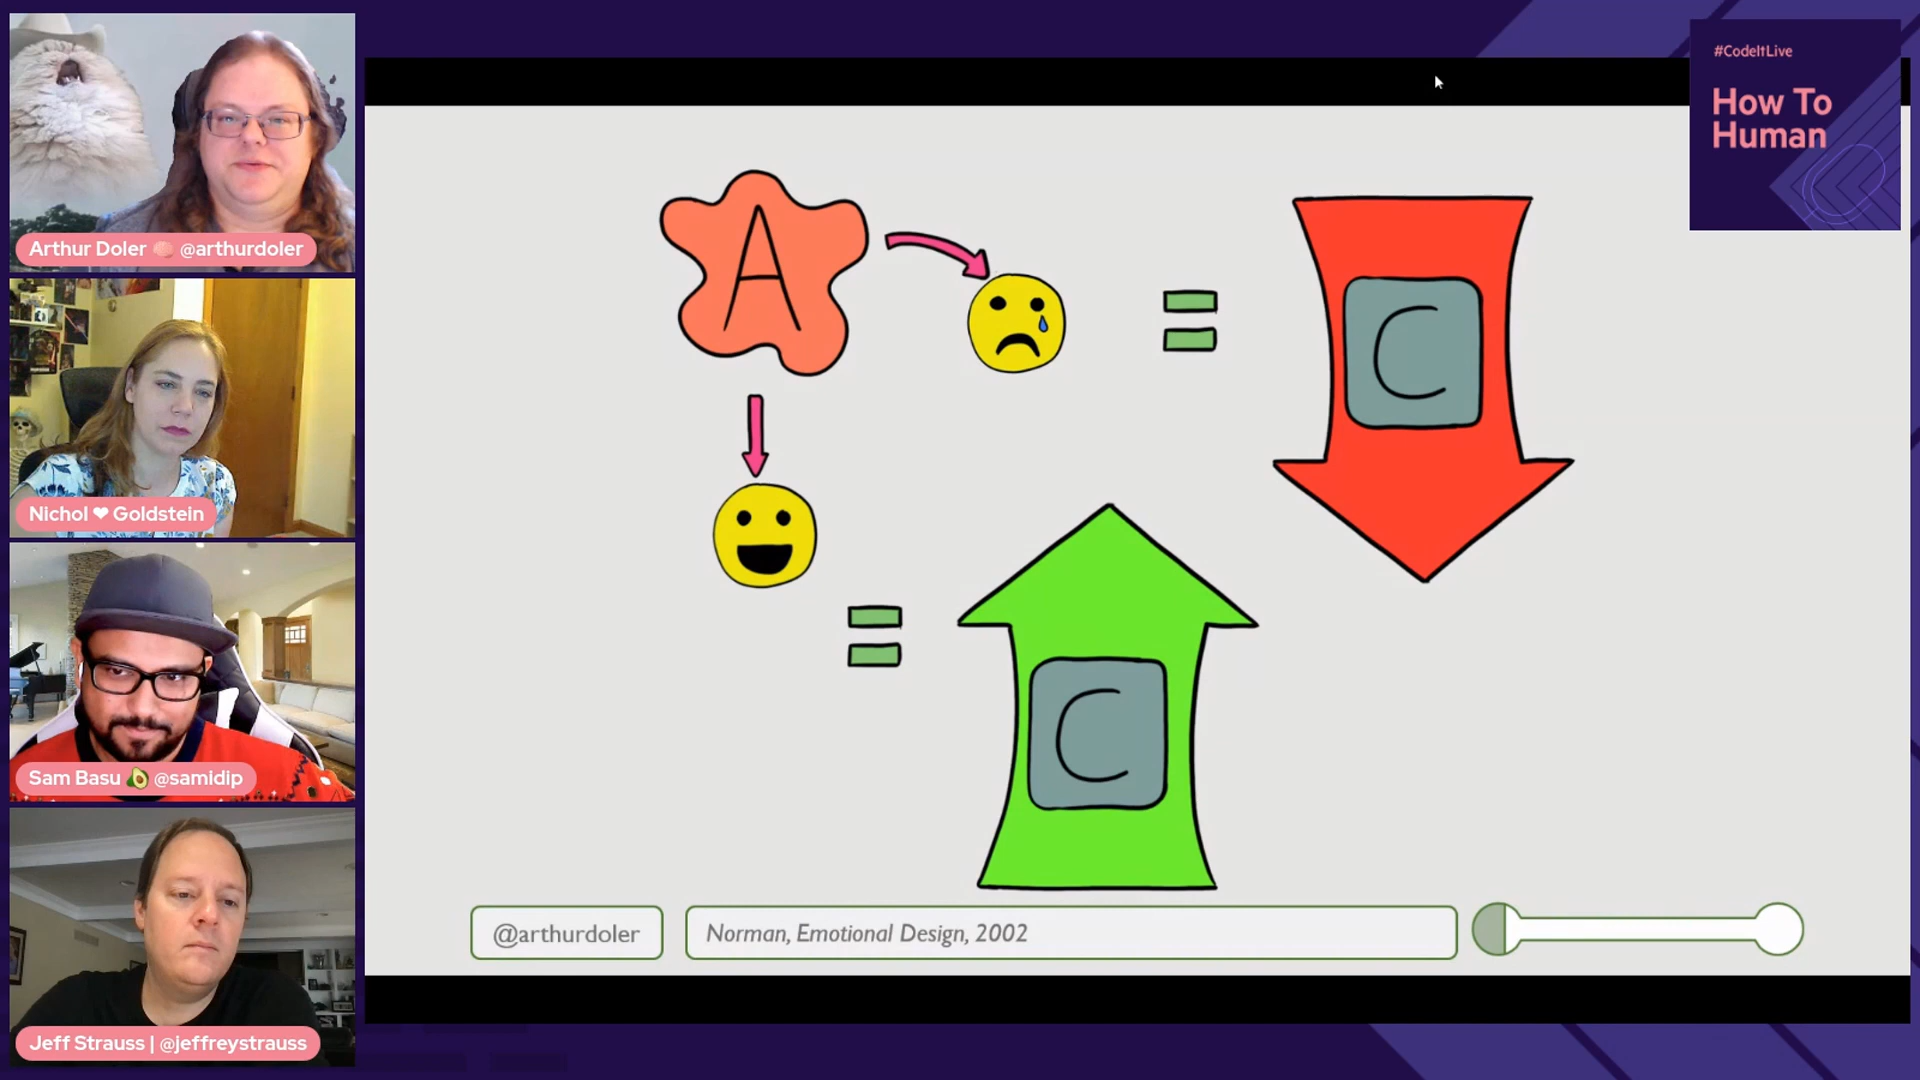 Arthur Doler 🧠 @arthurdoler
Nichol ❤ Goldstein
Sam Basu 🥑 @samidip
Jeff Strauss | @jeffreystrauss
A
C
C
@arthurdoler
Norman, Emotional Design, 2002
#CodeItLive
How To
Human